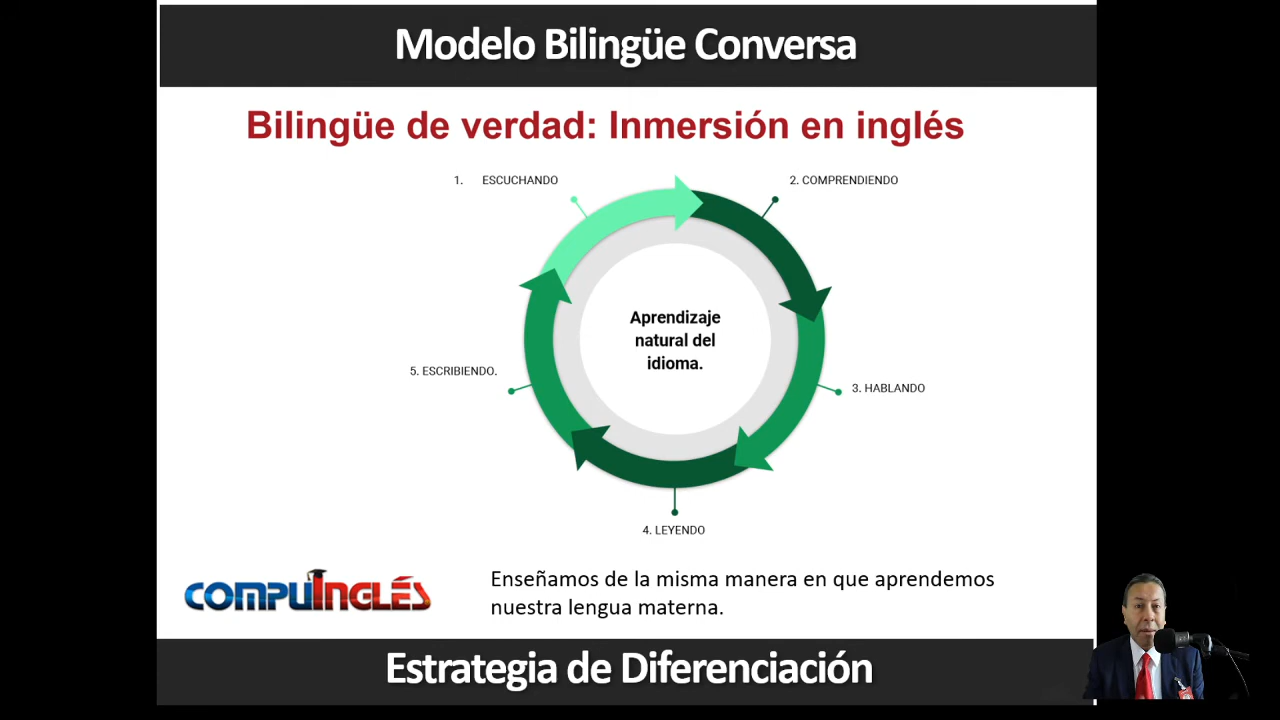 Modelo Bilingüe Conversa
Bilingüe de verdad: Inmersión en inglés
1. ESCUCHANDO
2. COMPRENDIENDO
Aprendizaje
natural del
idioma.
5. ESCRIBIENDO.
3. HABLANDO
4. LEYENDO
COMPUINGLÉS
Enseñamos de la misma manera en que aprendemos
nuestra lengua materna.
Estrategia de Diferenciación